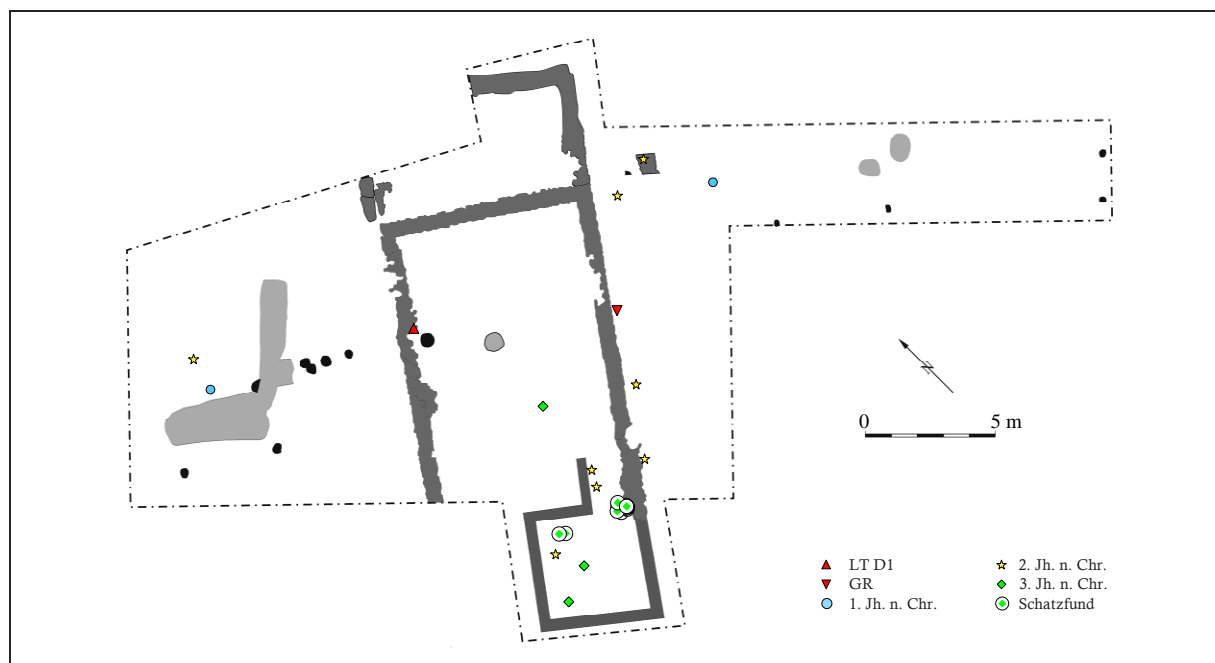 N
0 5 m
LT D1
GR
1. Jh. n. Chr.
2. Jh. n. Chr.
3. Jh. n. Chr.
Schatzfund